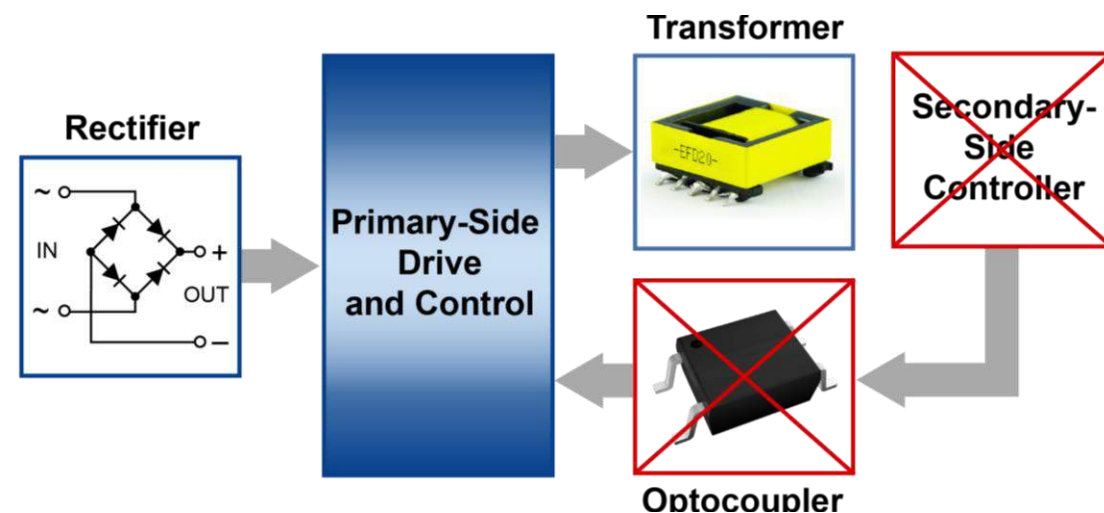 Transformer
Rectifier
~
IN
+
OUT
~
–
Primary-Side
Drive
and Control
-EFD20-
Secondary-
Side
Controller
Optocoupler